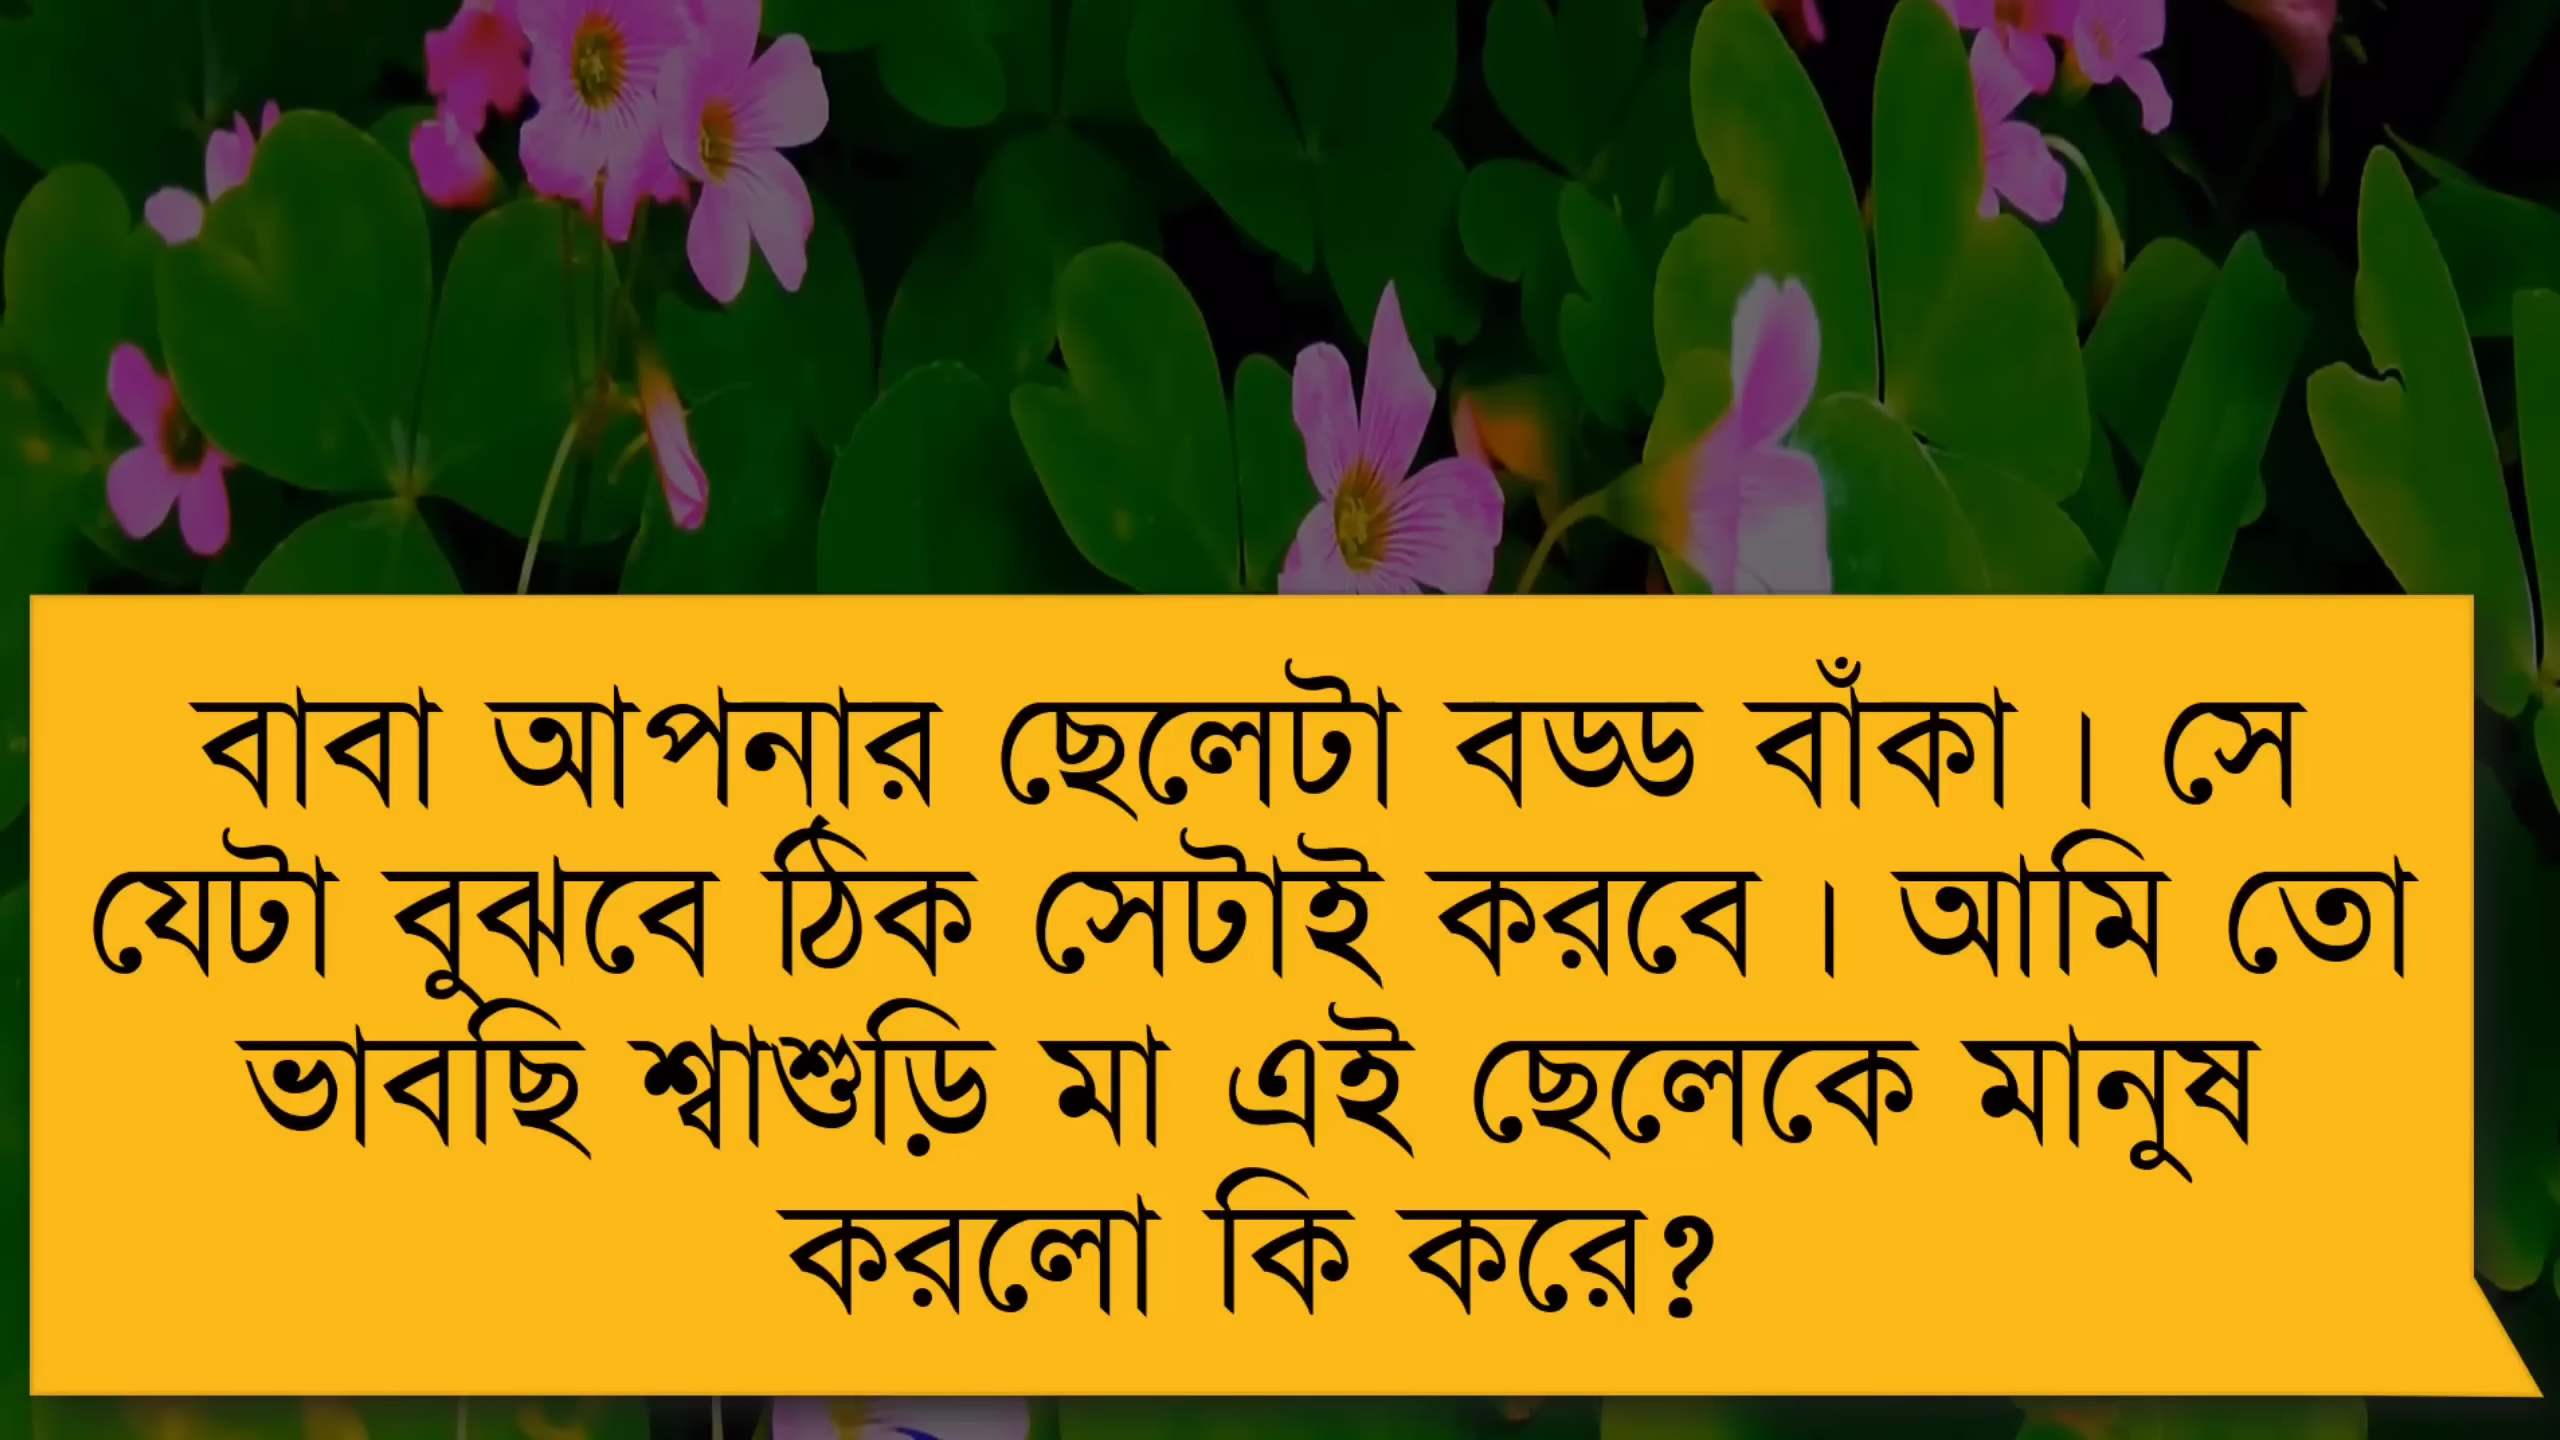 বাবা আপনার ছেলেটা বড্ড বাঁকা । সে
যেটা বুঝবে ঠিক সেটাই করবে । আমি তো
ভাবছি শ্বাশুড়ি মা এই ছেলেকে মানুষ
করলো কি করে?